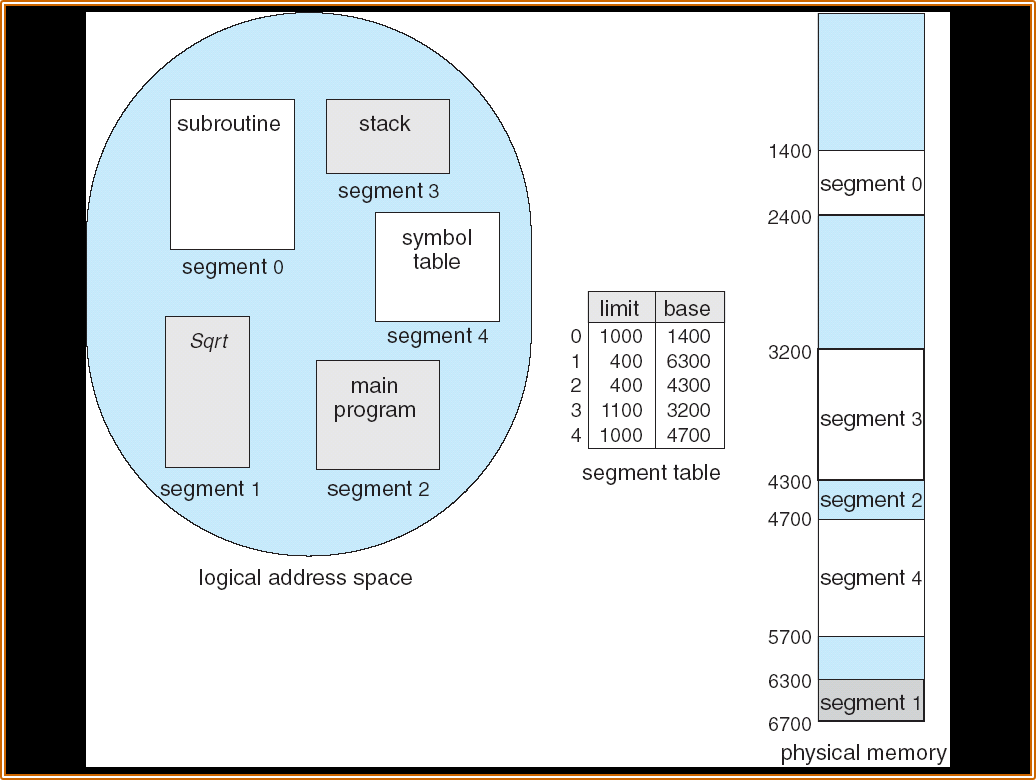 subroutine
segment 0
stack
segment 3
symbol
table
segment 4
Sqrt
segment 1
main
program
segment 2
logical address space
limit base
0 1000 1400
1 400 6300
2 400 4300
3 1100 3200
4 1000 4700
segment table
1400
segment 0
2400
3200
segment 3
4300
segment 2
4700
segment 4
5700
6300
segment 1
6700
physical memory